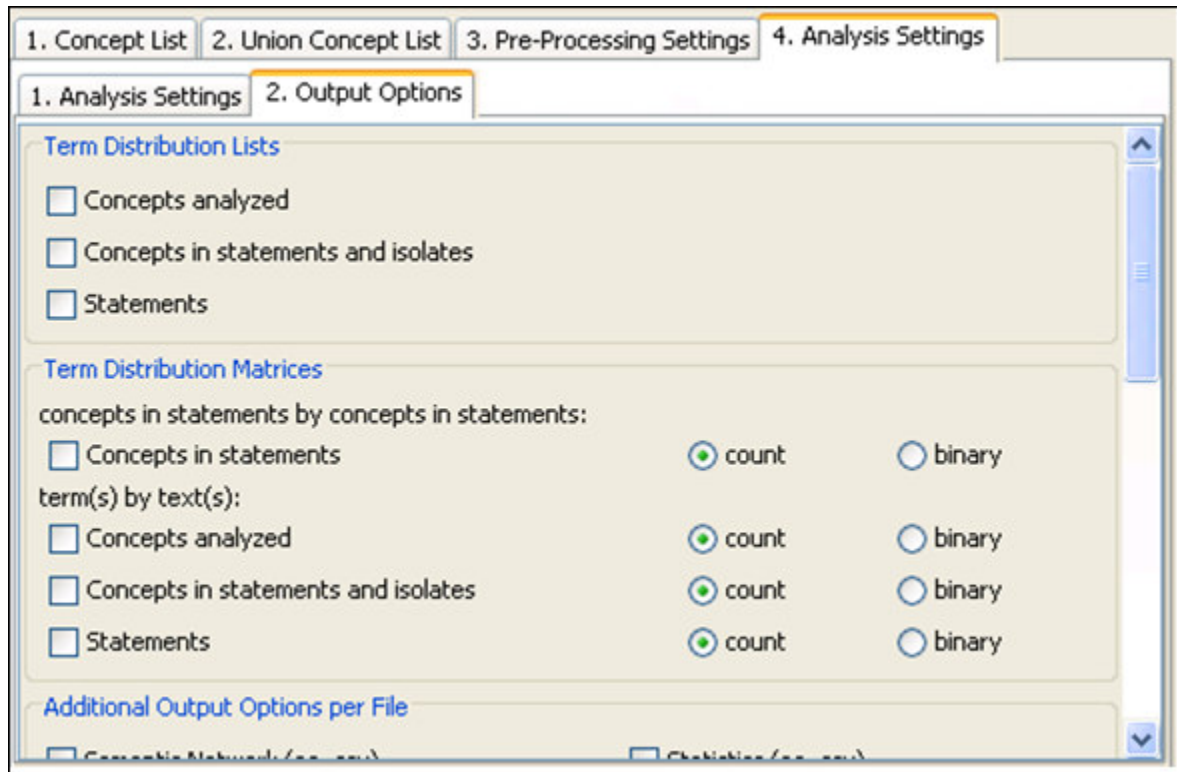 1. Concept List 2. Union Concept List 3. Pre-Processing Settings 4. Analysis Settings
1. Analysis Settings 2. Output Options
Term Distribution Lists
Concepts analyzed
Concepts in statements and isolates
Statements
Term Distribution Matrices
concepts in statements by concepts in statements:
Concepts in statements count binary
term(s) by text(s):
Concepts analyzed count binary
Concepts in statements and isolates count binary
Statements count binary
Additional Output Options per File
Semantic Network